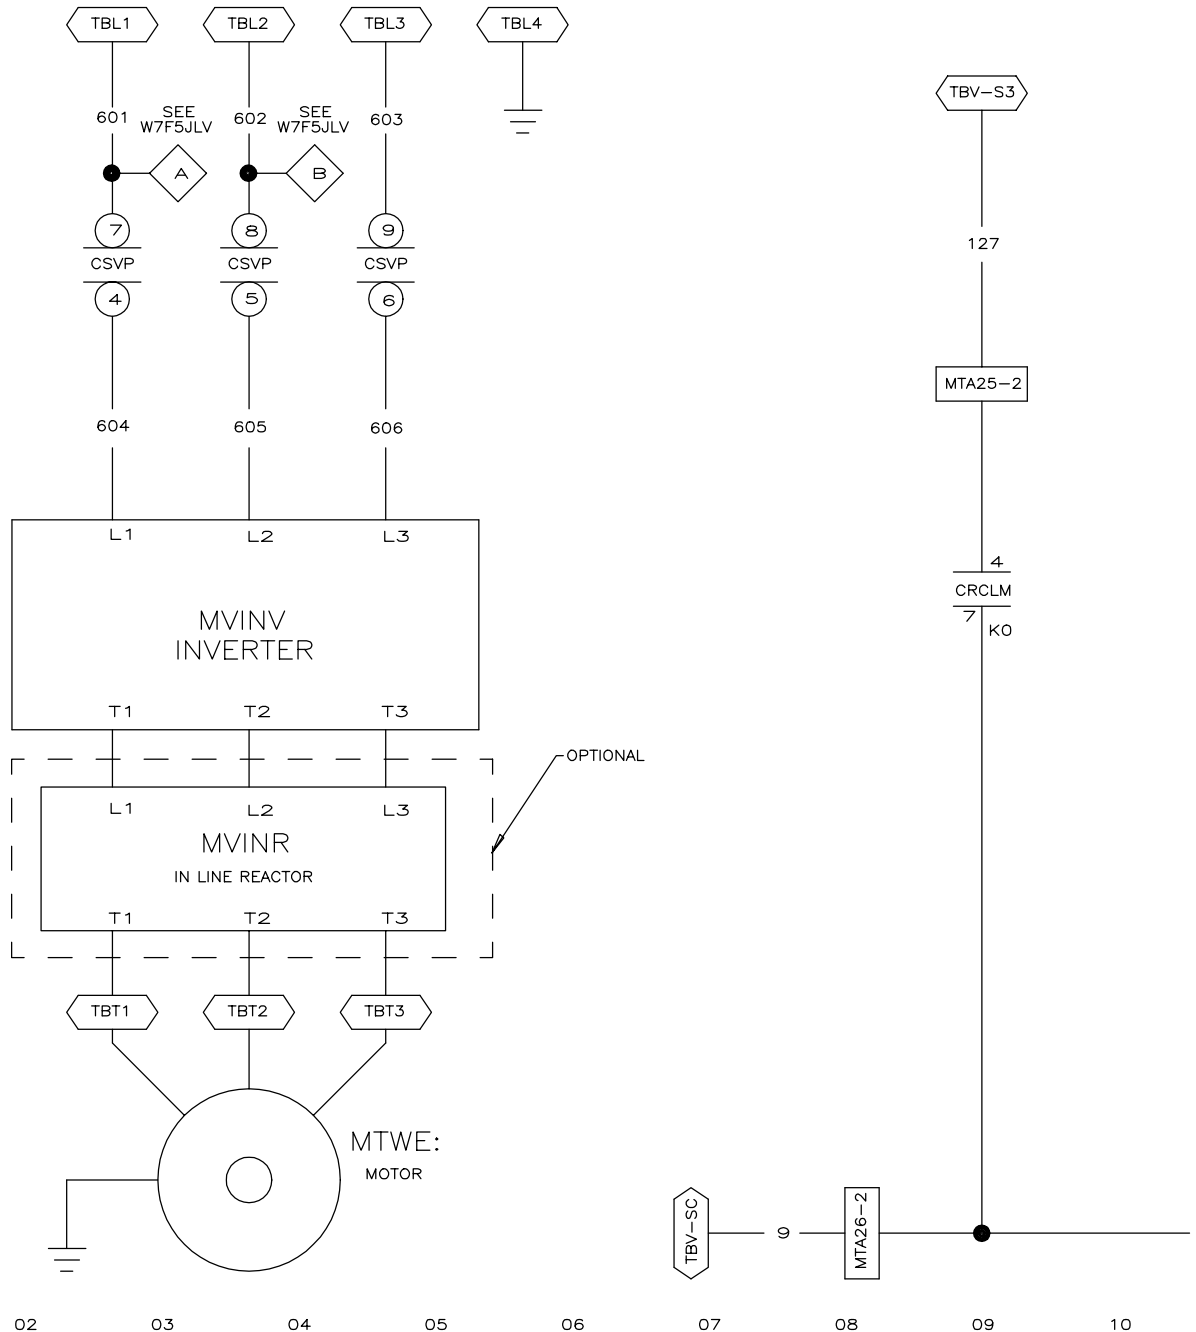 TBL1 TBL2 TBL3 TBL4
TBV-S3
SEE SEE
601 W7F5JLV 602 W7F5JLV 603
A B
7 8 9
CSVP CSVP CSVP
4 5 6
127
MTA25-2
604 605 606
L1 L2 L3
4
CRCLM
7 K0
MVINV
INVERTER
T1 T2 T3
OPTIONAL
L1 L2 L3
MVINR
IN LINE REACTOR
T1 T2 T3
TBT1 TBT2 TBT3
MTWE:
MOTOR
TBV-SC 9 MTA26-2
02 03 04 05 06 07 08 09 10